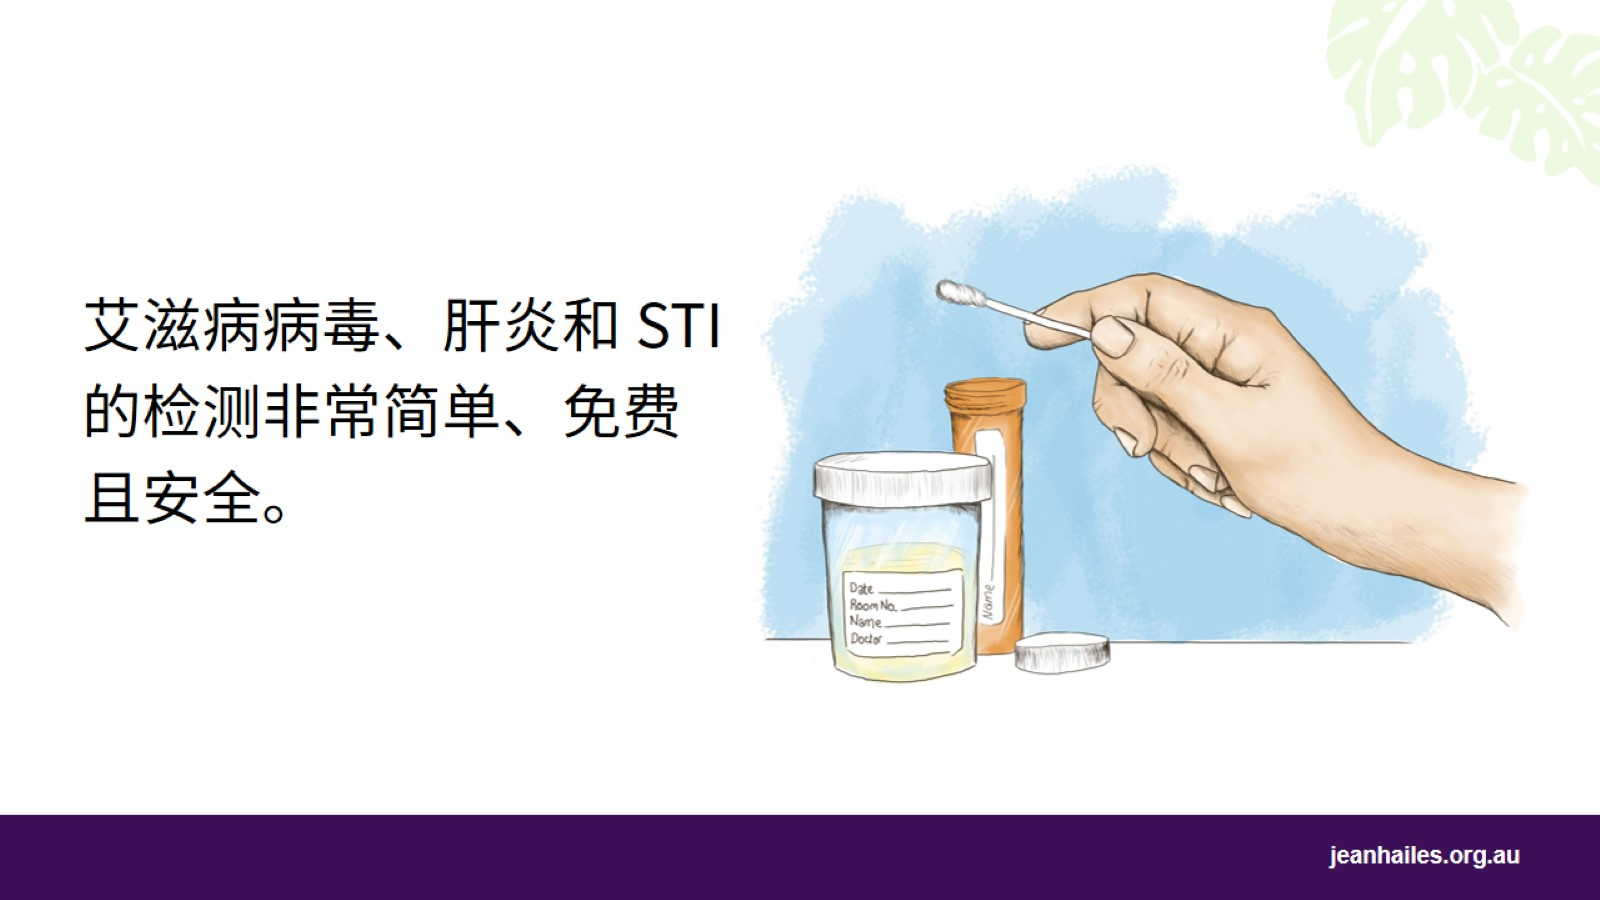 艾滋病病毒、肝炎和 STI
的检测非常简单、免费
且安全。
Name
Date
Room No.
Name
Doctor
jeanhailes.org.au